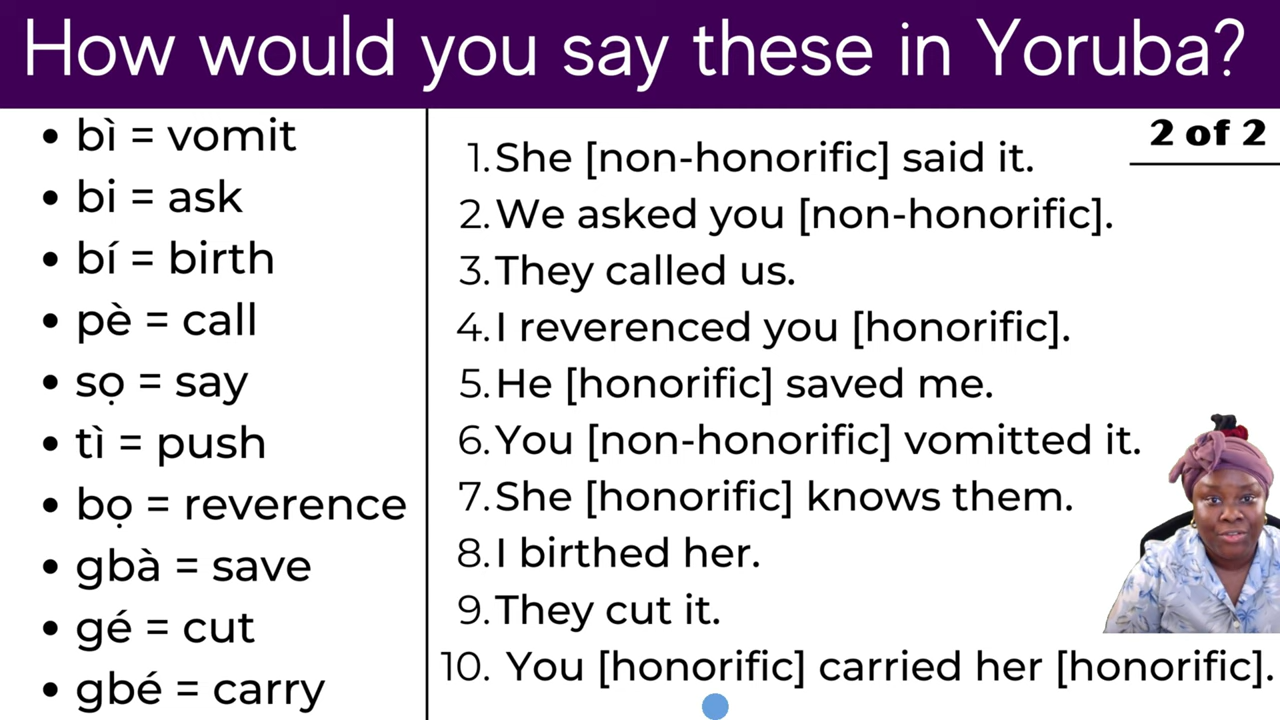 How would you say these in Yoruba?
• bì = vomit
• bi = ask
• bí = birth
• pè = call
• sọ = say
• tì = push
• bọ = reverence
• gbà = save
• gé = cut
• gbé = carry
2 of 2
1. She [non-honorific] said it.
2. We asked you [non-honorific].
3. They called us.
4. I reverenced you [honorific].
5. He [honorific] saved me.
6. You [non-honorific] vomitted it.
7. She [honorific] knows them.
8. I birthed her.
9. They cut it.
10. You [honorific] carried her [honorific].